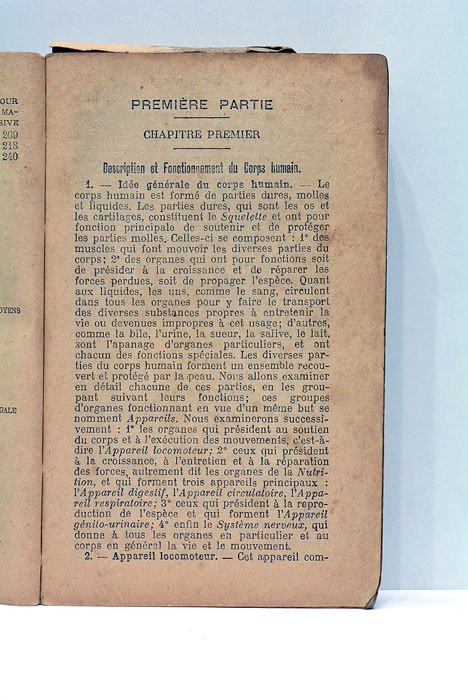 OUR
MA-
SIVE
209
213
240
OYENS
GALE
PREMIÈRE PARTIE
CHAPITRE PREMIER
Description et Fonctionnement du Corps humain.
1. — Idée générale du corps humain. — Le
corps humain est formé de parties dures, molles
et liquides. Les parties dures, qui sont les os et
les cartilages, constituent le Squelette et ont pour
fonction principale de soutenir et de protéger
les parties molles. Celles-ci se composent : 1° des
muscles qui font mouvoir les diverses parties du
corps; 2° des organes qui ont pour fonctions soit
de présider à la croissance et de réparer les
forces perdues, soit de propager l'espèce. Quant
aux liquides, les uns, comme le sang, circulent
dans tous les organes pour y faire le transport
des diverses substances propres à entretenir la
vie ou devenues impropres à cet usage; d'autres,
comme la bile, l'urine, la sueur, la salive, le lait,
sont l'apanage d'organes particuliers, et ont
chacun des fonctions spéciales. Les diverses par-
ties du corps humain forment un ensemble recou-
vert et protégé par la peau. Nous allons examiner
en détail chacune de ces parties, en les grou-
pant suivant leurs fonctions; ces groupes
d'organes fonctionnant en vue d'un même but se
nomment Appareils. Nous examinerons successi-
vement : 1° les organes qui président au soutien
du corps et à l'exécution des mouvements, c'est-à-
dire l'Appareil locomoteur; 2° ceux qui président
à la croissance, à l'entretien et à la réparation
des forces, autrement dit les organes de la Nutri-
tion, et qui forment trois appareils principaux :
l'Appareil digestif, l'Appareil circulatoire, l'Appa-
reil respiratoire; 3° ceux qui président à la repro-
duction de l'espèce et qui forment l'Appareil
génito-urinaire; 4° enfin le Système nerveux, qui
donne à tous les organes en particulier et au
corps en général la vie et le mouvement.
2. — Appareil locomoteur. — Cet appareil com-